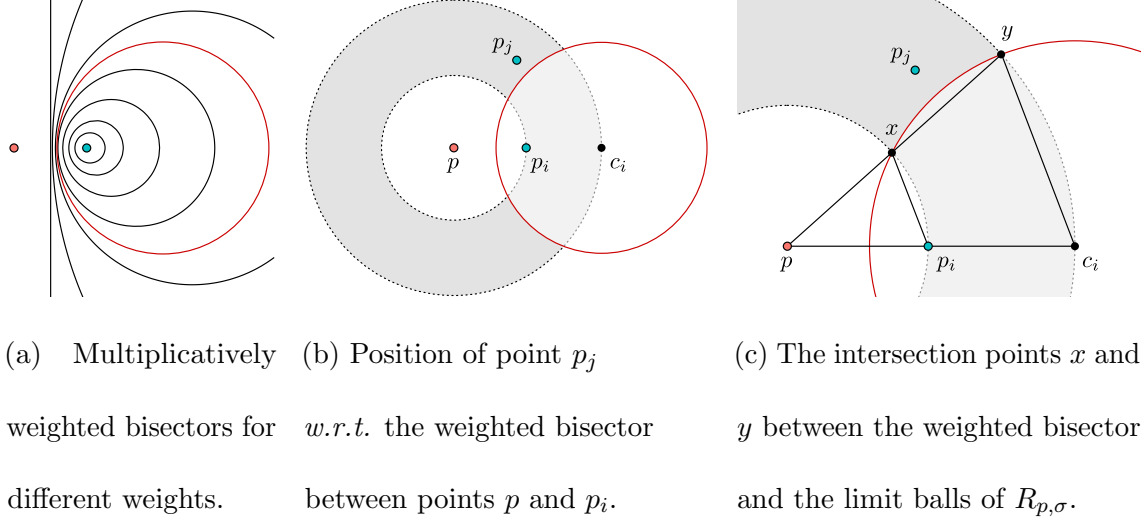 p_j
p
p_i
c_i
y
p_j
x
p
p_i
c_i
(a) Multiplicatively
weighted bisectors for
different weights.
(b) Position of point p_j
w.r.t. the weighted bisector
between points p and p_i.
(c) The intersection points x and
y between the weighted bisector
and the limit balls of R_{p,σ}.